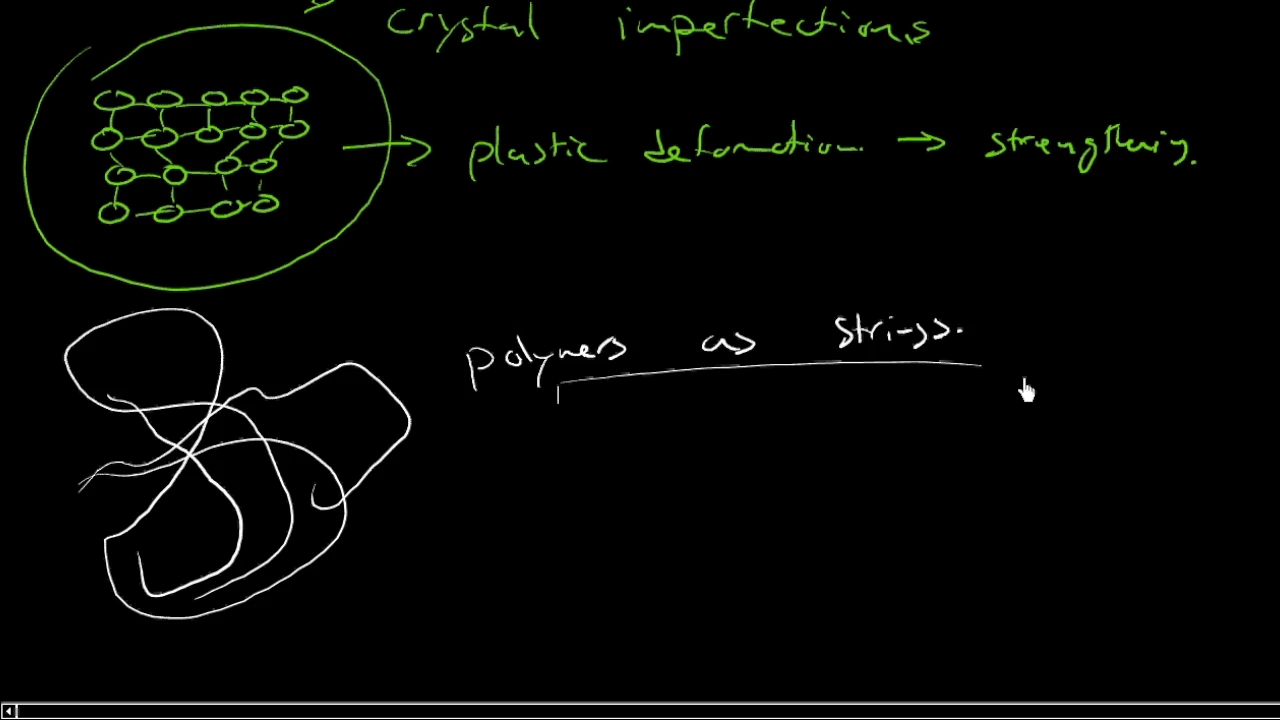 crystal imperfections
→ plastic deformation. → strengthening.
polymers as strings.